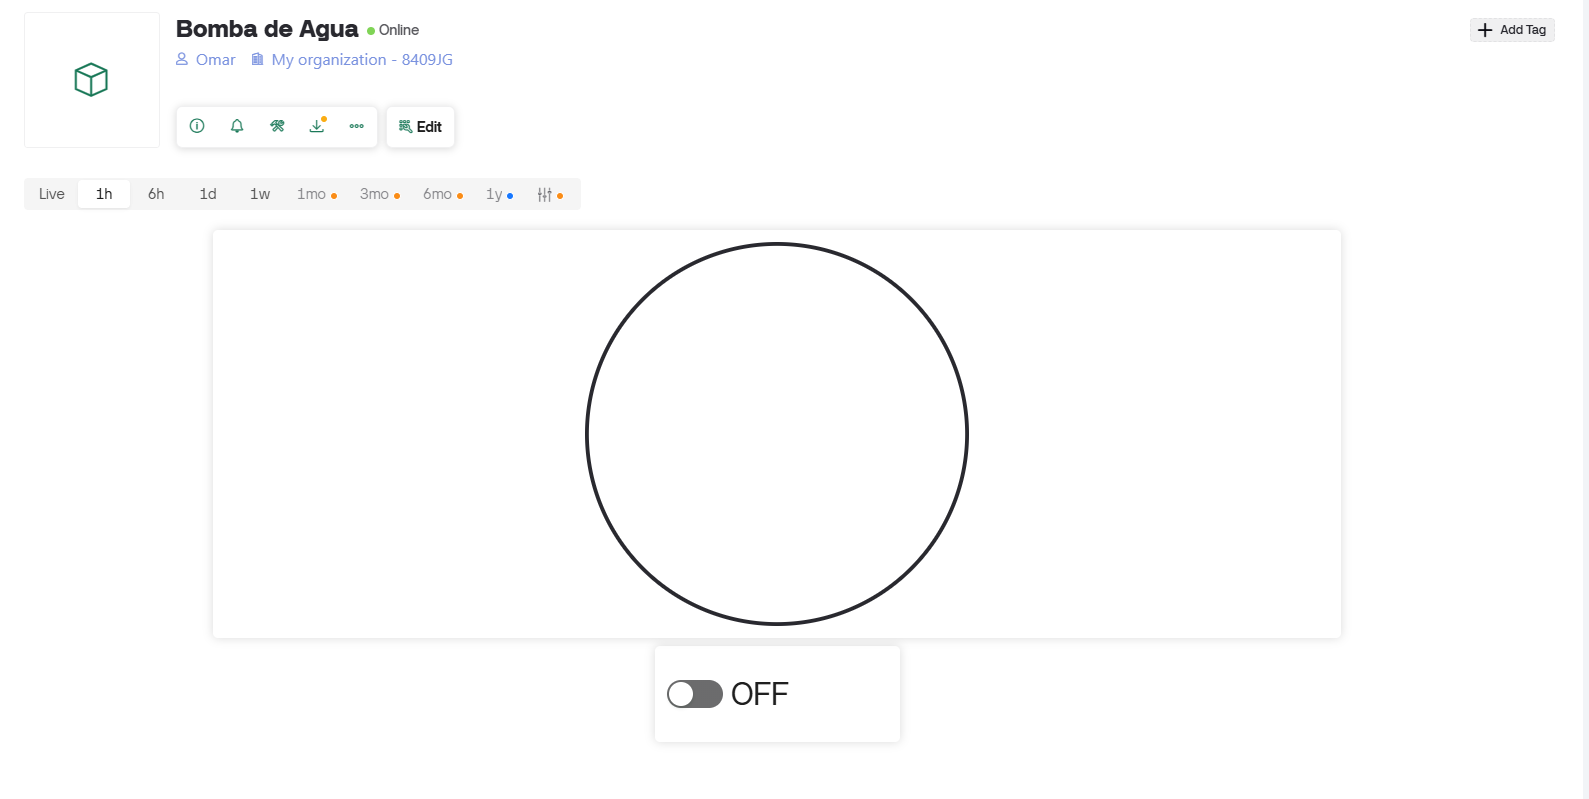 Bomba de Agua Online
Add Tag
Omar My organization - 8409JG
Edit
Live 1h 6h 1d 1w 1mo 3mo 6mo 1y
OFF